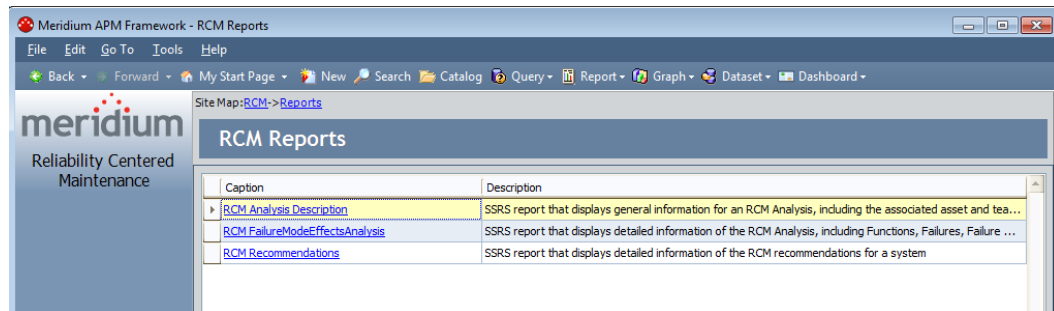 Meridium APM Framework - RCM Reports
File Edit Go To Tools Help
Back Forward My Start Page New Search Catalog Query Report Graph Dataset Dashboard
Site Map:RCM->Reports
meridium
RCM Reports
Reliability Centered
Maintenance
Caption Description
RCM Analysis Description SSRS report that displays general information for an RCM Analysis, including the associated asset and tea...
RCM FailureModeEffectsAnalysis SSRS report that displays detailed information of the RCM Analysis, including Functions, Failures, Failure ...
RCM Recommendations SSRS report that displays detailed information of the RCM recommendations for a system